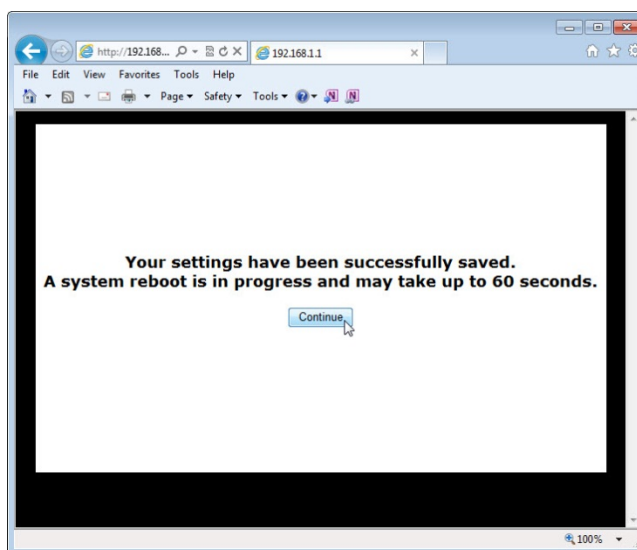 http://192.168...
192.168.1.1
File Edit View Favorites Tools Help
Page Safety Tools
Your settings have been successfully saved.
A system reboot is in progress and may take up to 60 seconds.
Continue
100%